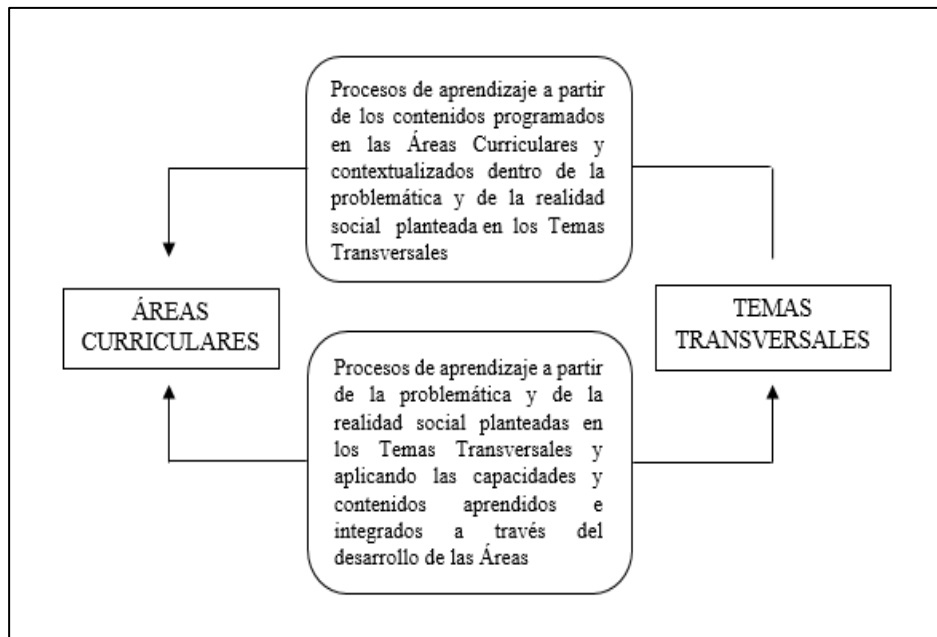 Procesos de aprendizaje a partir
de los contenidos programados
en las Áreas Curriculares y
contextualizados dentro de la
problemática y de la realidad
social planteada en los Temas
Transversales
ÁREAS
CURRICULARES
TEMAS
TRANSVERSALES
Procesos de aprendizaje a partir
de la problemática y de la
realidad social planteadas en
los Temas Transversales y
aplicando las capacidades y
contenidos aprendidos e
integrados a través del
desarrollo de las Áreas